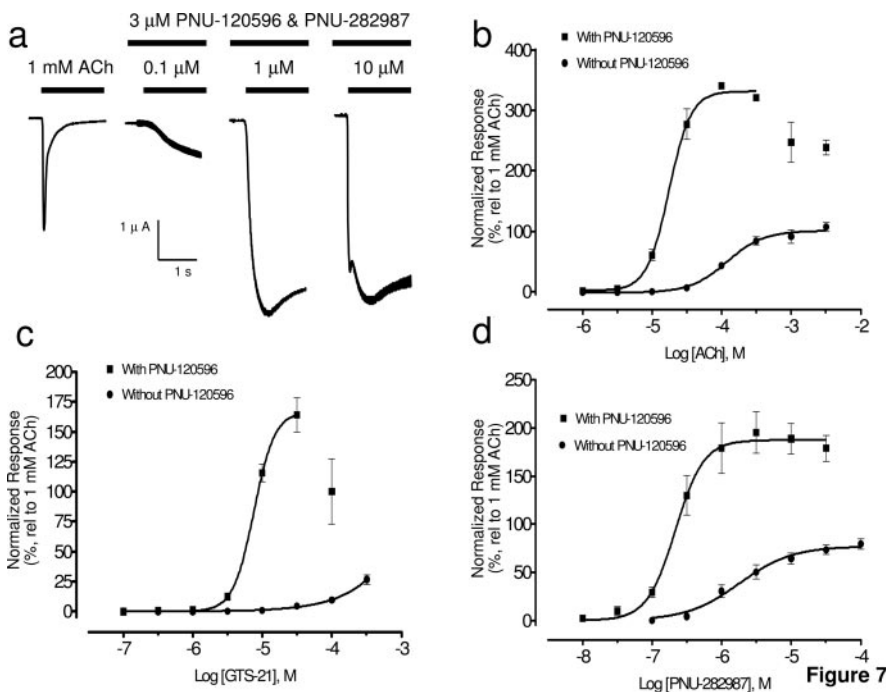 a
3 μM PNU-120596 & PNU-282987
1 mM ACh
0.1 μM
1 μM
10 μM
1 μ A
1 s
b
With PNU-120596
Without PNU-120596
Normalized Response
(%, rel to 1 mM ACh)
400
300
200
100
0
-6 -5 -4 -3 -2
Log [ACh], M
c
With PNU-120596
Without PNU-120596
Normalized Response
(%, rel to 1 mM ACh)
200
175
150
125
100
75
50
25
0
-7 -6 -5 -4 -3
Log [GTS-21], M
d
With PNU-120596
Without PNU-120596
Normalized Response
(%, rel to 1 mM ACh)
250
200
150
100
50
0
-8 -7 -6 -5 -4
Log [PNU-282987], M
Figure 7